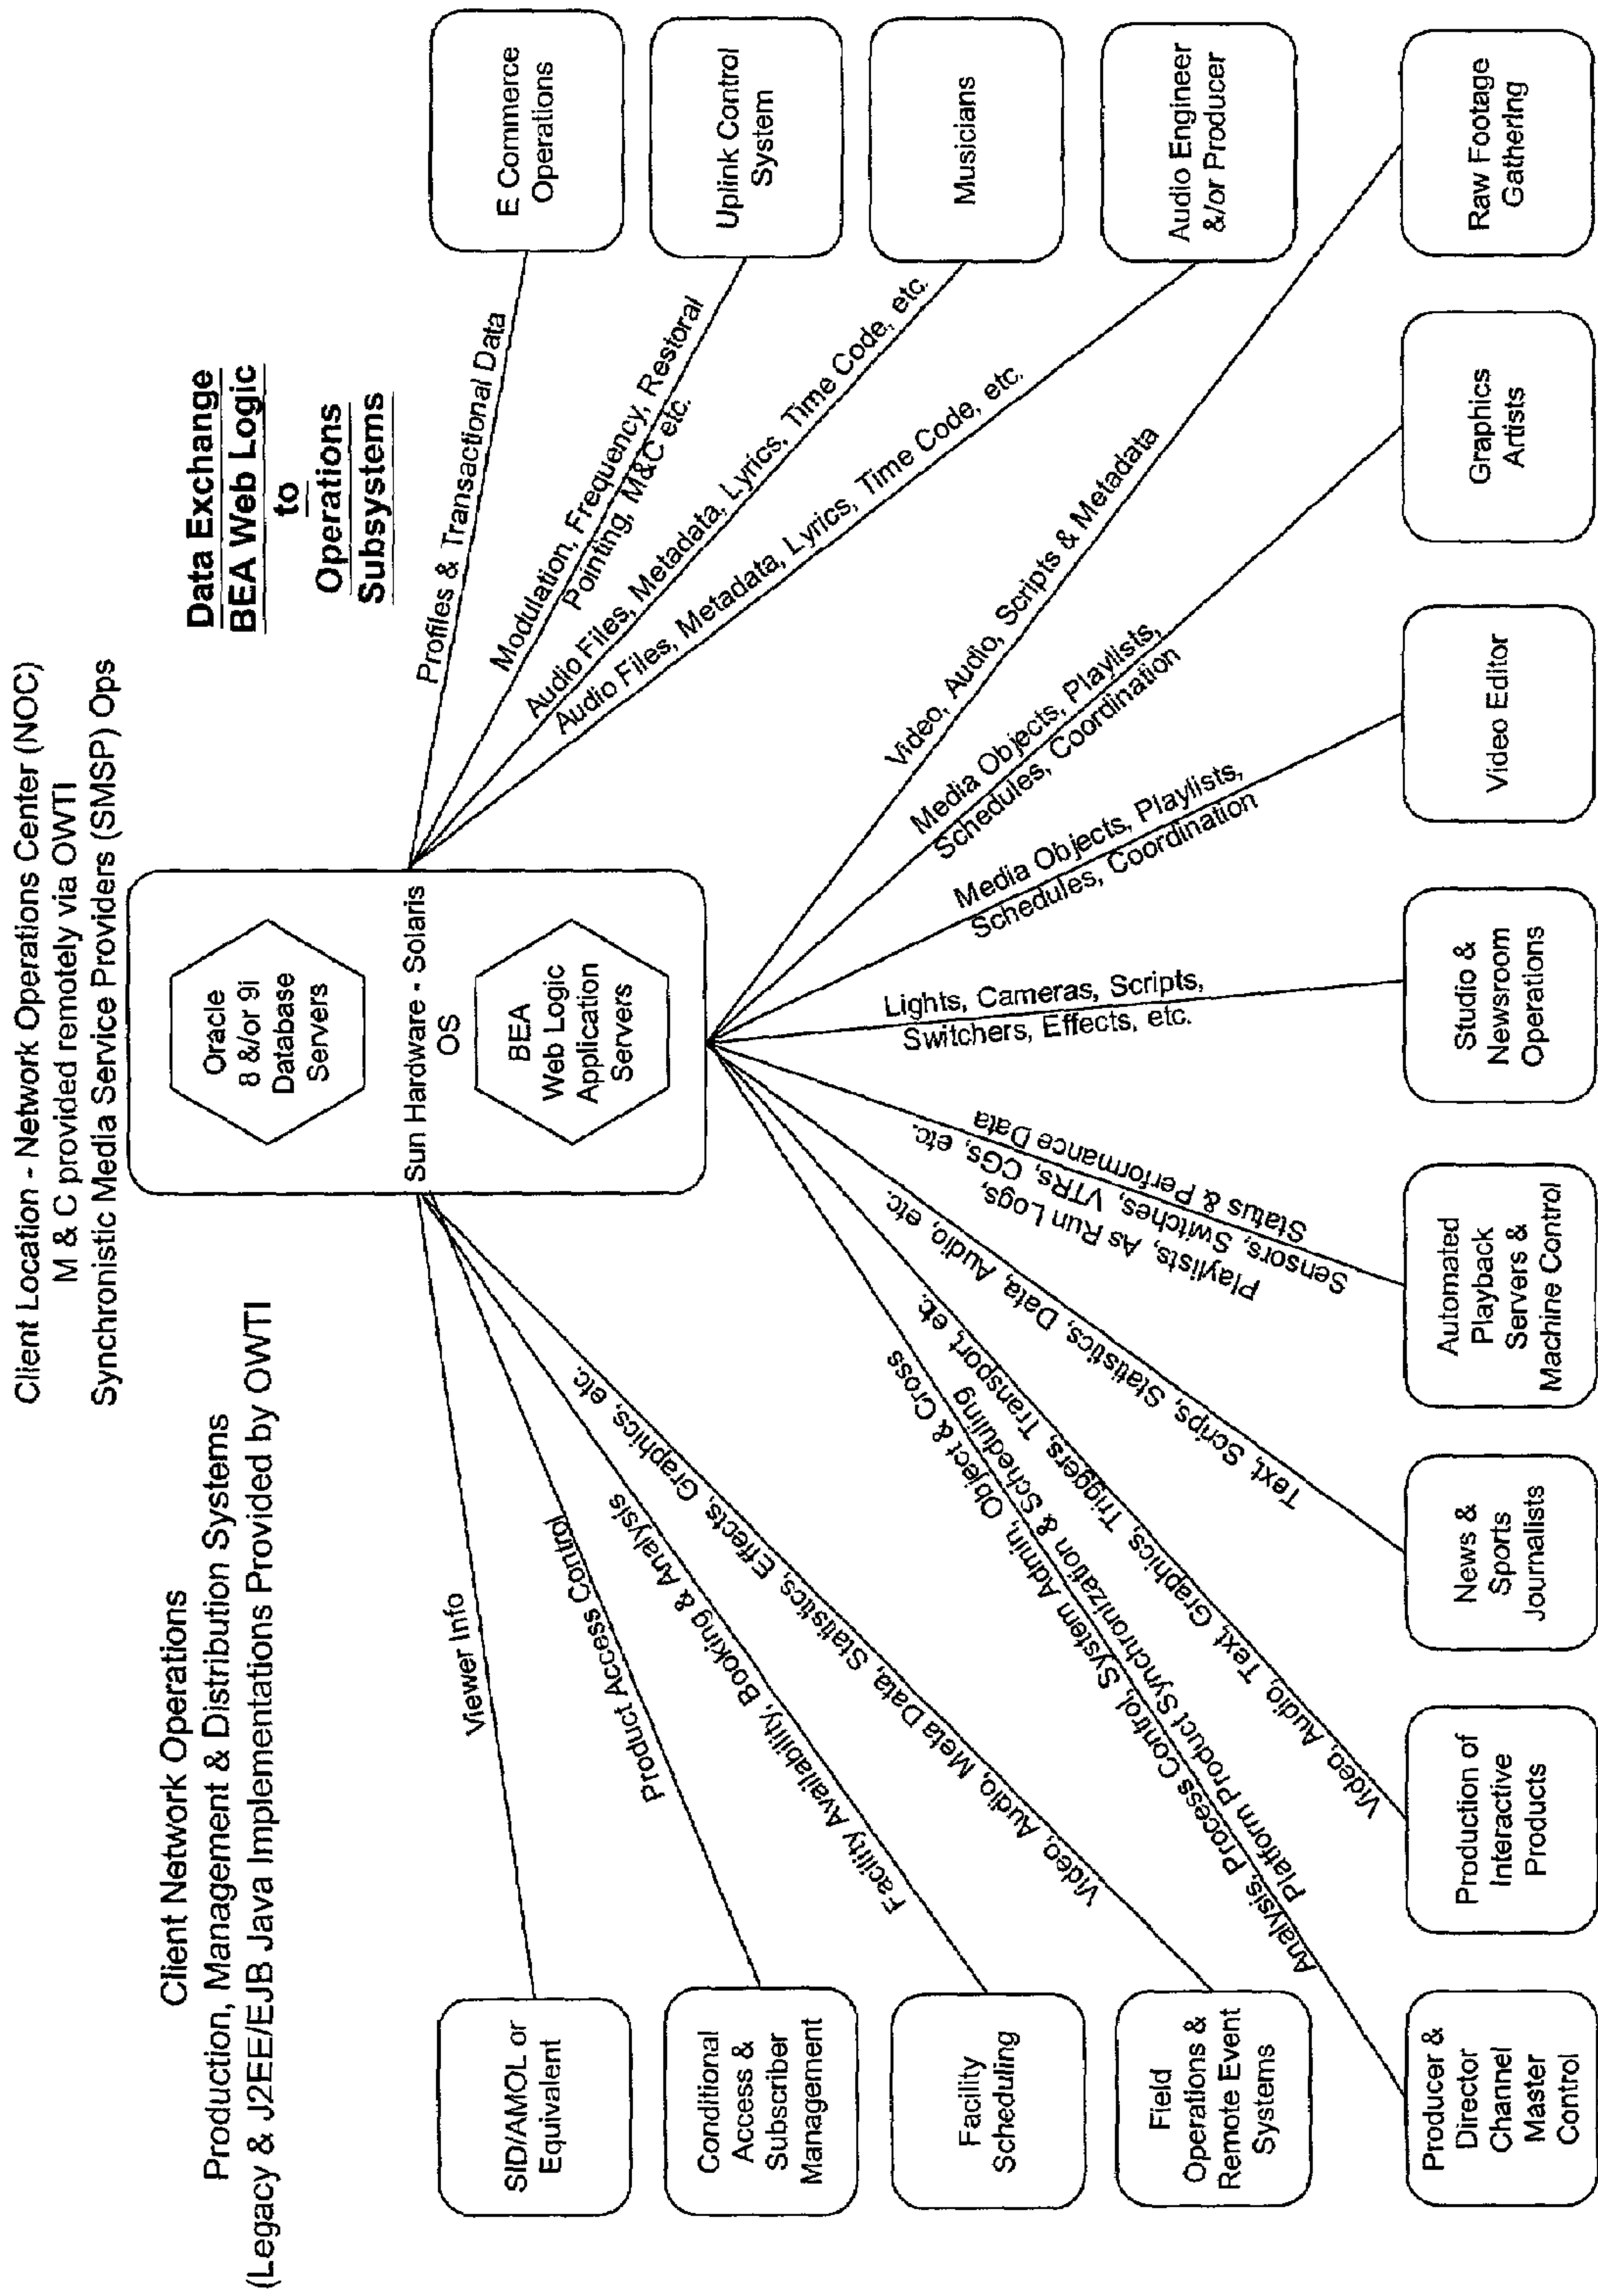 Client Location - Network Operations Center (NOC)
M & C provided remotely via OWTI
Synchronistic Media Service Providers (SMSP) Ops
Client Network Operations
Production, Management & Distribution Systems
(Legacy & J2EE/EJB Java Implementations Provided by OWTI
Data Exchange
BEA Web Logic
to
Operations
Subsystems
Oracle
8 &/or 9i
Database
Servers
Sun Hardware - Solaris
OS
BEA
Web Logic
Application
Servers
Viewer Info
Product Access Control
Facility Availability, Booking & Analysis
Video, Audio, Meta Data, Statistics, Effects, Graphics, etc.
Analysis, Process Control, System Admin, Object & Cross
Platform Product Synchronization & Scheduling
Video, Audio, Text, Graphics, Triggers, Transport, etc.
Text, Scrips, Statistics, Data, Audio, etc.
Playlists, As Run Logs,
Sensors, Switches, VTRs, CGs, etc.
Status & Performance Data
Lights, Cameras, Scripts,
Switchers, Effects, etc.
Media Objects, Playlists,
Schedules, Coordination
Media Objects, Playlists,
Schedules, Coordination
Video, Audio, Scripts & Metadata
Audio Files, Metadata, Lyrics, Time Code, etc.
Audio Files, Metadata, Lyrics, Time Code, etc.
Modulation, Frequency, Restoral
Pointing, M&C etc.
Profiles & Transactional Data
SID/AMOL or
Equivalent
Conditional
Access &
Subscriber
Management
Facility
Scheduling
Field
Operations &
Remote Event
Systems
Producer &
Director
Channel
Master
Control
Production of
Interactive
Products
News &
Sports
Journalists
Automated
Playback
Servers &
Machine Control
Studio &
Newsroom
Operations
Video Editor
Graphics
Artists
Raw Footage
Gathering
Audio Engineer
&/or Producer
Musicians
Uplink Control
System
E Commerce
Operations